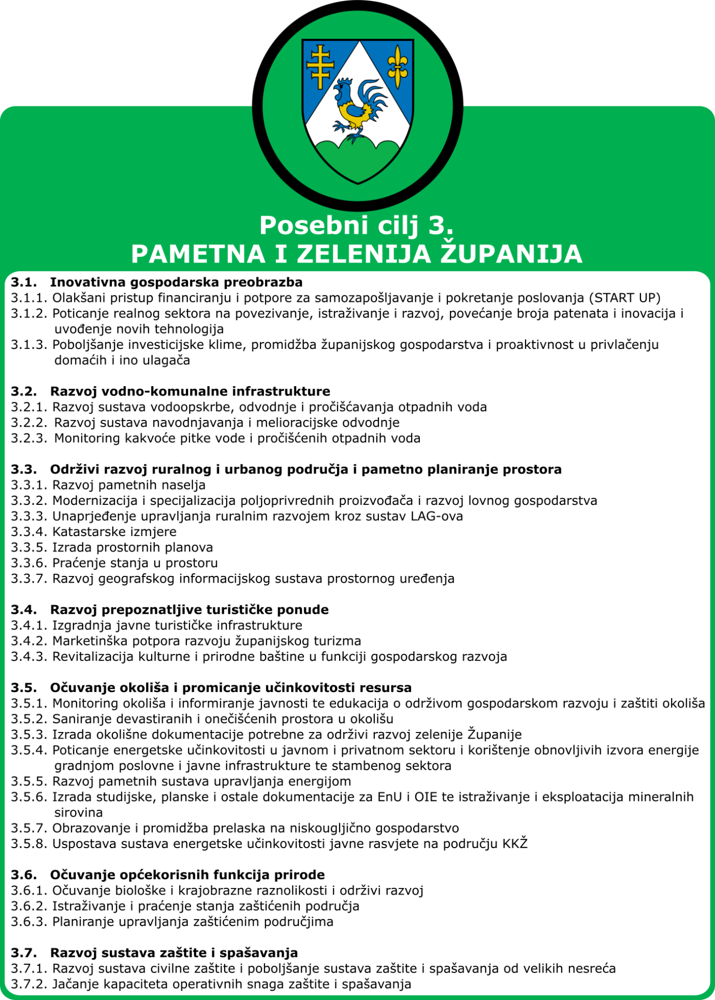 Posebni cilj 3.
PAMETNA I ZELENIJA ŽUPANIJA
3.1. Inovativna gospodarska preobrazba
3.1.1. Olakšani pristup financiranju i potpore za samozapošljavanje i pokretanje poslovanja (START UP)
3.1.2. Poticanje realnog sektora na povezivanje, istraživanje i razvoj, povećanje broja patenata i inovacija i
uvođenje novih tehnologija
3.1.3. Poboljšanje investicijske klime, promidžba županijskog gospodarstva i proaktivnost u privlačenju
domaćih i ino ulagača
3.2. Razvoj vodno-komunalne infrastrukture
3.2.1. Razvoj sustava vodoopskrbe, odvodnje i pročišćavanja otpadnih voda
3.2.2. Razvoj sustava navodnjavanja i melioracijske odvodnje
3.2.3. Monitoring kakvoće pitke vode i pročišćenih otpadnih voda
3.3. Održivi razvoj ruralnog i urbanog područja i pametno planiranje prostora
3.3.1. Razvoj pametnih naselja
3.3.2. Modernizacija i specijalizacija poljoprivrednih proizvođača i razvoj lovnog gospodarstva
3.3.3. Unaprjeđenje upravljanja ruralnim razvojem kroz sustav LAG-ova
3.3.4. Katastarske izmjere
3.3.5. Izrada prostornih planova
3.3.6. Praćenje stanja u prostoru
3.3.7. Razvoj geografskog informacijskog sustava prostornog uređenja
3.4. Razvoj prepoznatljive turističke ponude
3.4.1. Izgradnja javne turističke infrastrukture
3.4.2. Marketinška potpora razvoju županijskog turizma
3.4.3. Revitalizacija kulturne i prirodne baštine u funkciji gospodarskog razvoja
3.5. Očuvanje okoliša i promicanje učinkovitosti resursa
3.5.1. Monitoring okoliša i informiranje javnosti te edukacija o održivom gospodarskom razvoju i zaštiti okoliša
3.5.2. Saniranje devastiranih i onečišćenih prostora u okolišu
3.5.3. Izrada okolišne dokumentacije potrebne za održivi razvoj zelenije Županije
3.5.4. Poticanje energetske učinkovitosti u javnom i privatnom sektoru i korištenje obnovljivih izvora energije
gradnjom poslovne i javne infrastrukture te stambenog sektora
3.5.5. Razvoj pametnih sustava upravljanja energijom
3.5.6. Izrada studijske, planske i ostale dokumentacije za EnU i OIE te istraživanje i eksploatacija mineralnih
sirovina
3.5.7. Obrazovanje i promidžba prelaska na niskougljično gospodarstvo
3.5.8. Uspostava sustava energetske učinkovitosti javne rasvjete na području KKŽ
3.6. Očuvanje općekorisnih funkcija prirode
3.6.1. Očuvanje biološke i krajobrazne raznolikosti i održivi razvoj
3.6.2. Istraživanje i praćenje stanja zaštićenih područja
3.6.3. Planiranje upravljanja zaštićenim područjima
3.7. Razvoj sustava zaštite i spašavanja
3.7.1. Razvoj sustava civilne zaštite i poboljšanje sustava zaštite i spašavanja od velikih nesreća
3.7.2. Jačanje kapaciteta operativnih snaga zaštite i spašavanja